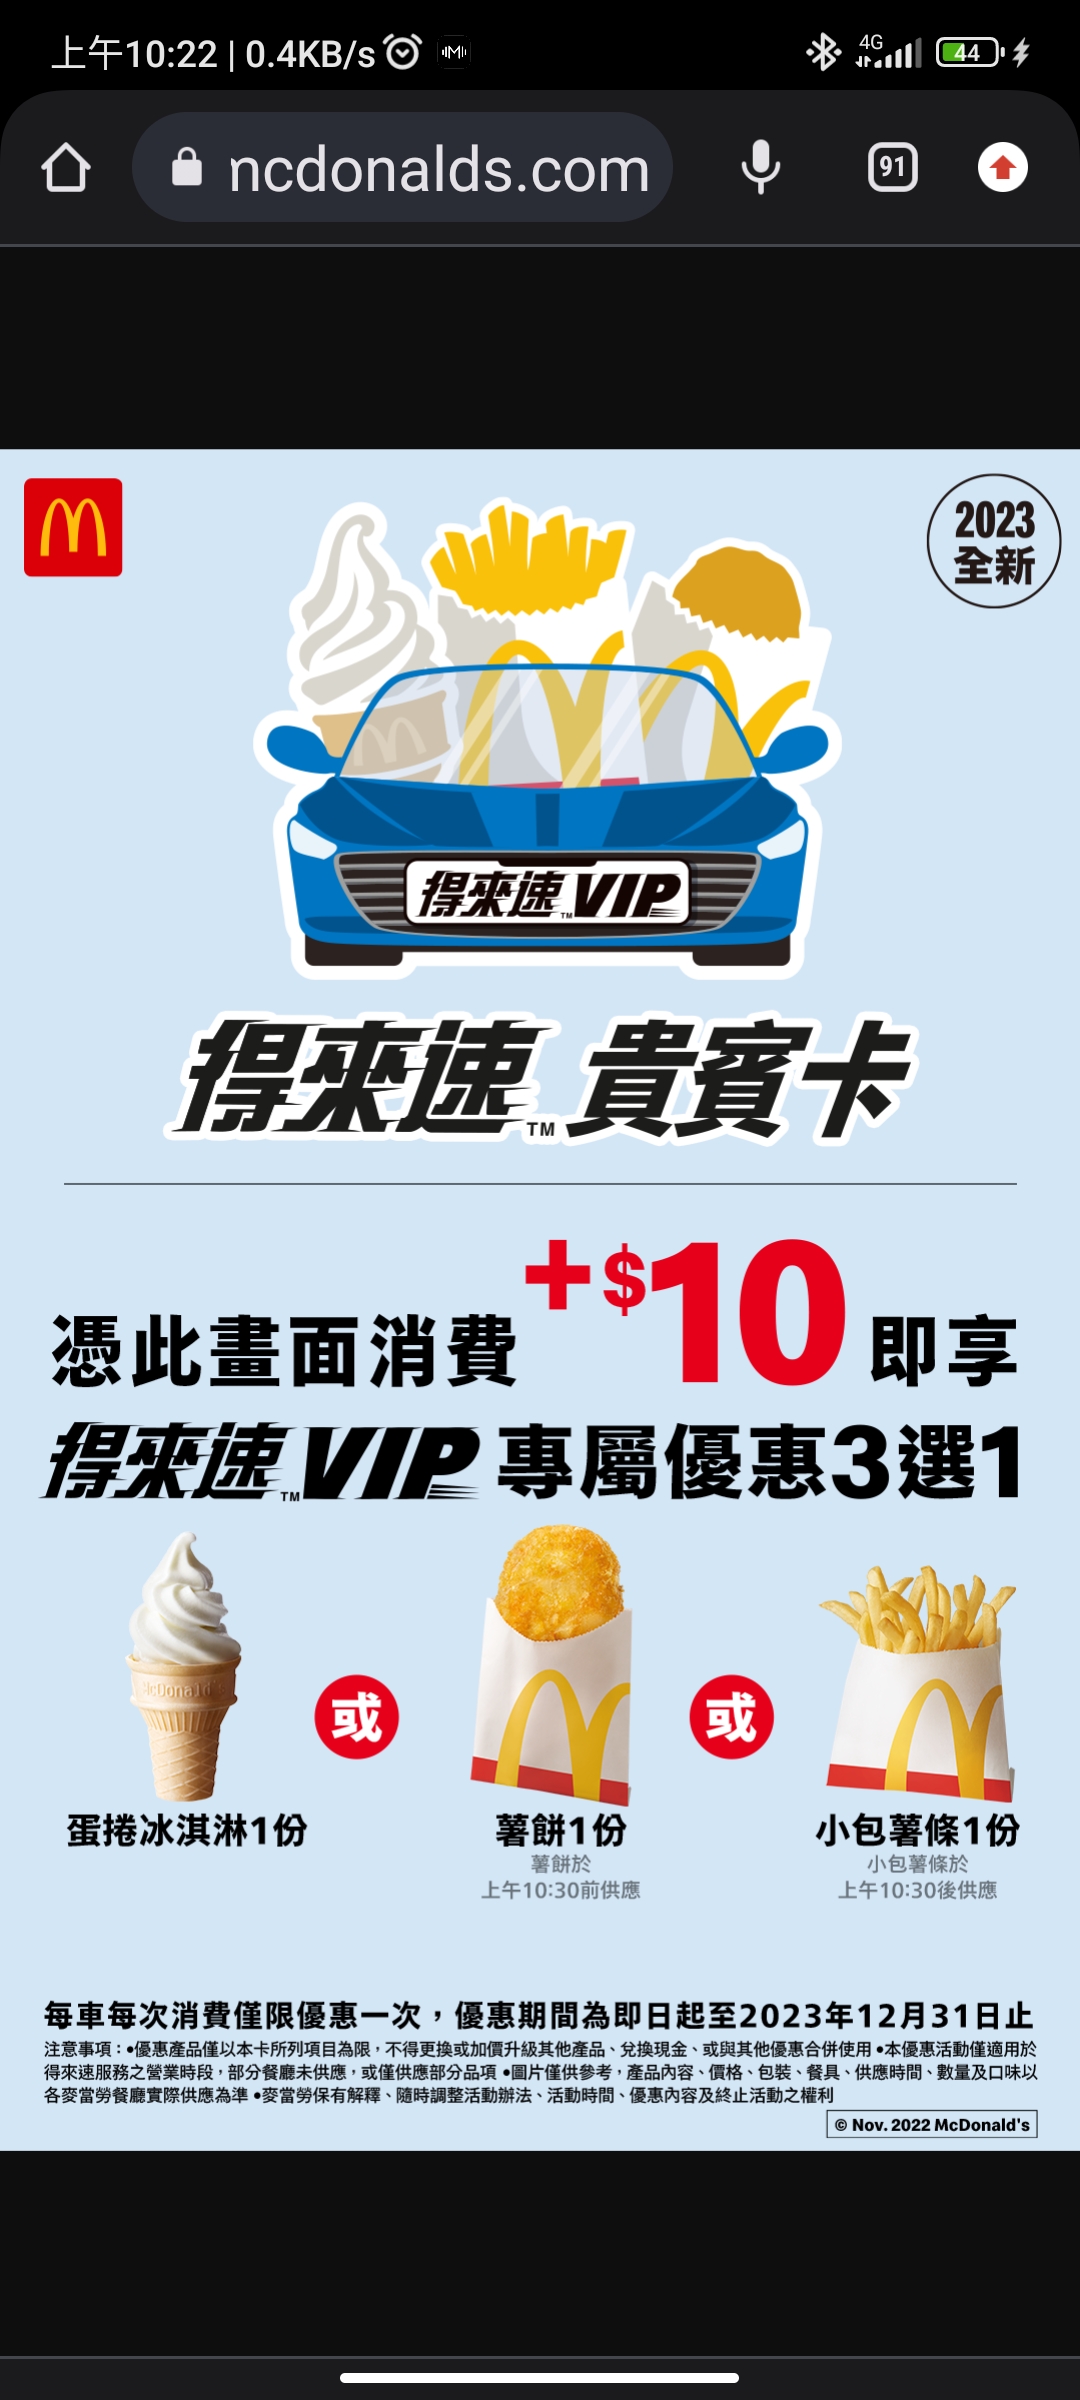 上午10:22 | 0.4KB/s
4G
44
ncdonalds.com
91
2023
全新
得來速™VIP
得來速™ 貴賓卡
憑此畫面消費+$10即享
得來速™VIP專屬優惠3選1
McDonald's
或
或
蛋捲冰淇淋1份
薯餅1份
小包薯條1份
薯餅於
上午10:30前供應
小包薯條於
上午10:30後供應
每車每次消費僅限優惠一次，優惠期間為即日起至2023年12月31日止
注意事項：•優惠產品僅以本卡所列項目為限，不得更換或加價升級其他產品、兌換現金、或與其他優惠合併使用 •本優惠活動僅適用於
得來速服務之營業時段，部分餐廳未供應，或僅供應部分品項 •圖片僅供參考，產品內容、價格、包裝、餐具、供應時間、數量及口味以
各麥當勞餐廳實際供應為準 •麥當勞保有解釋、隨時調整活動辦法、活動時間、優惠內容及終止活動之權利
© Nov. 2022 McDonald's